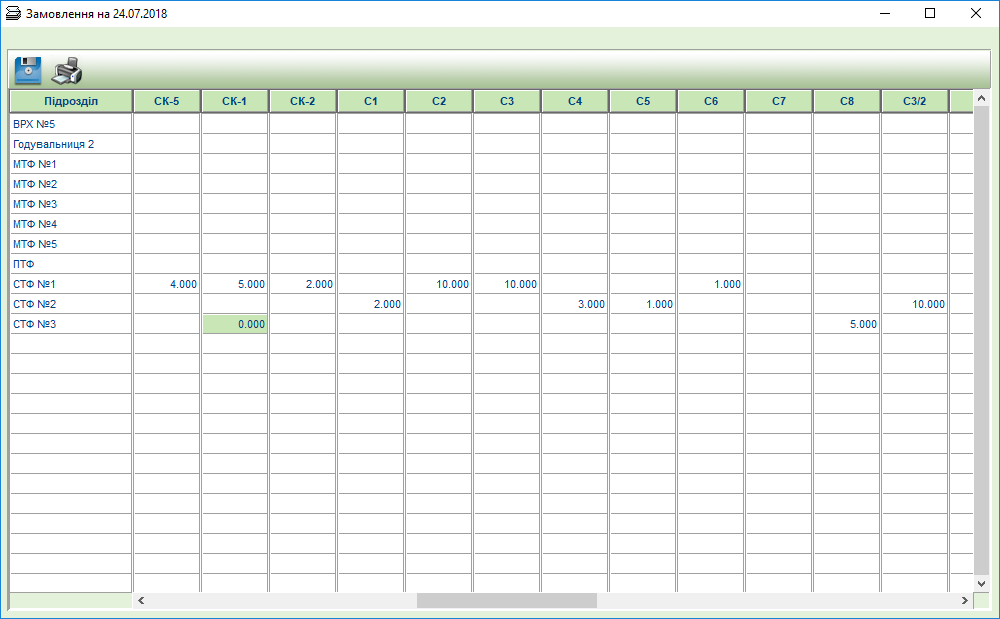 Замовлення на 24.07.2018
Підрозділ СК-5 СК-1 СК-2 С1 С2 С3 С4 С5 С6 С7 С8 С3/2
ВРХ №5
Годувальниця 2
МТФ №1
МТФ №2
МТФ №3
МТФ №4
МТФ №5
ПТФ
СТФ №1 4.000 5.000 2.000 10.000 10.000 1.000
СТФ №2 2.000 3.000 1.000 10.000
СТФ №3 0.000 5.000